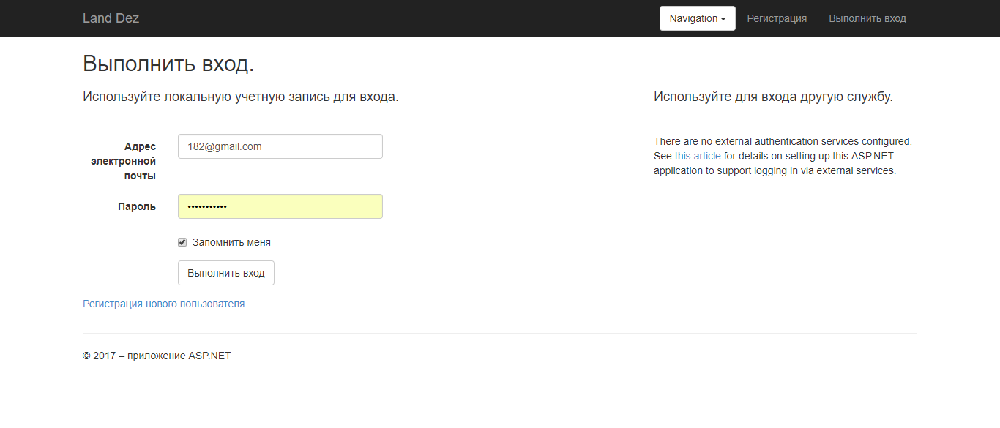 Land Dez
Navigation
Регистрация
Выполнить вход
Выполнить вход.
Используйте локальную учетную запись для входа.
Адрес
электронной
почты
182@gmail.com
Пароль
•••••••••••
Запомнить меня
Выполнить вход
Регистрация нового пользователя
Используйте для входа другую службу.
There are no external authentication services configured.
See this article for details on setting up this ASP.NET
application to support logging in via external services.
© 2017 – приложение ASP.NET